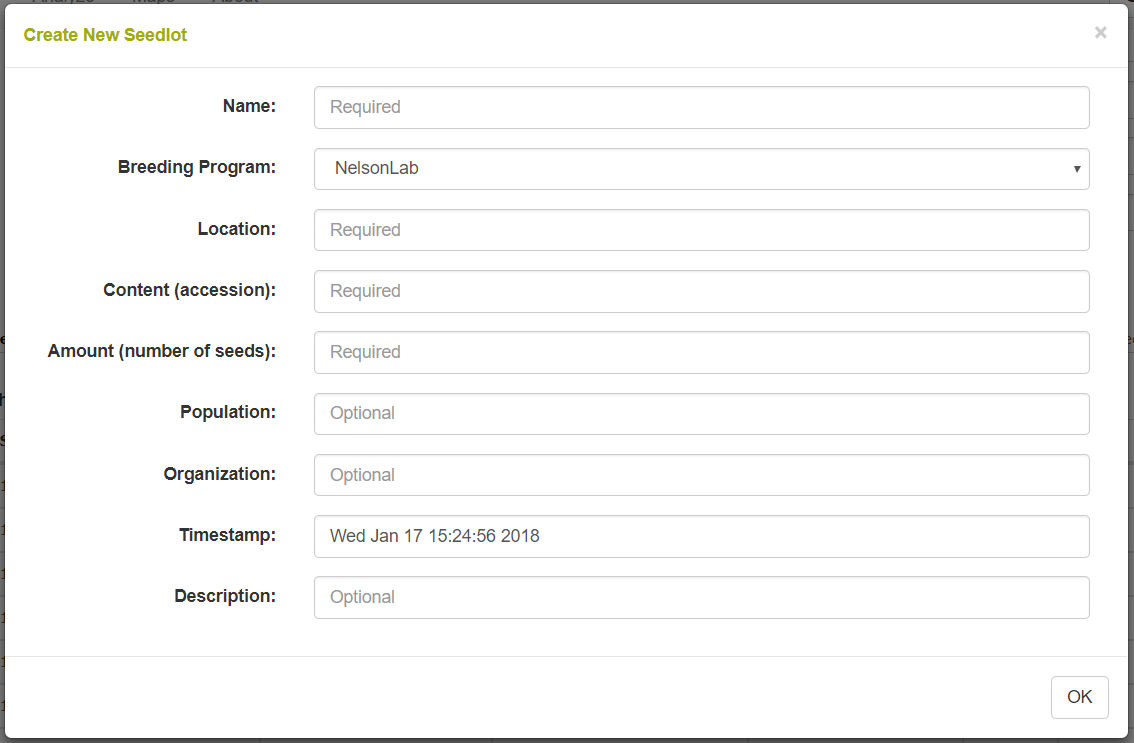 Create New Seedlot ×
Name: Required
Breeding Program: NelsonLab ▾
Location: Required
Content (accession): Required
Amount (number of seeds): Required
Population: Optional
Organization: Optional
Timestamp: Wed Jan 17 15:24:56 2018
Description: Optional
OK